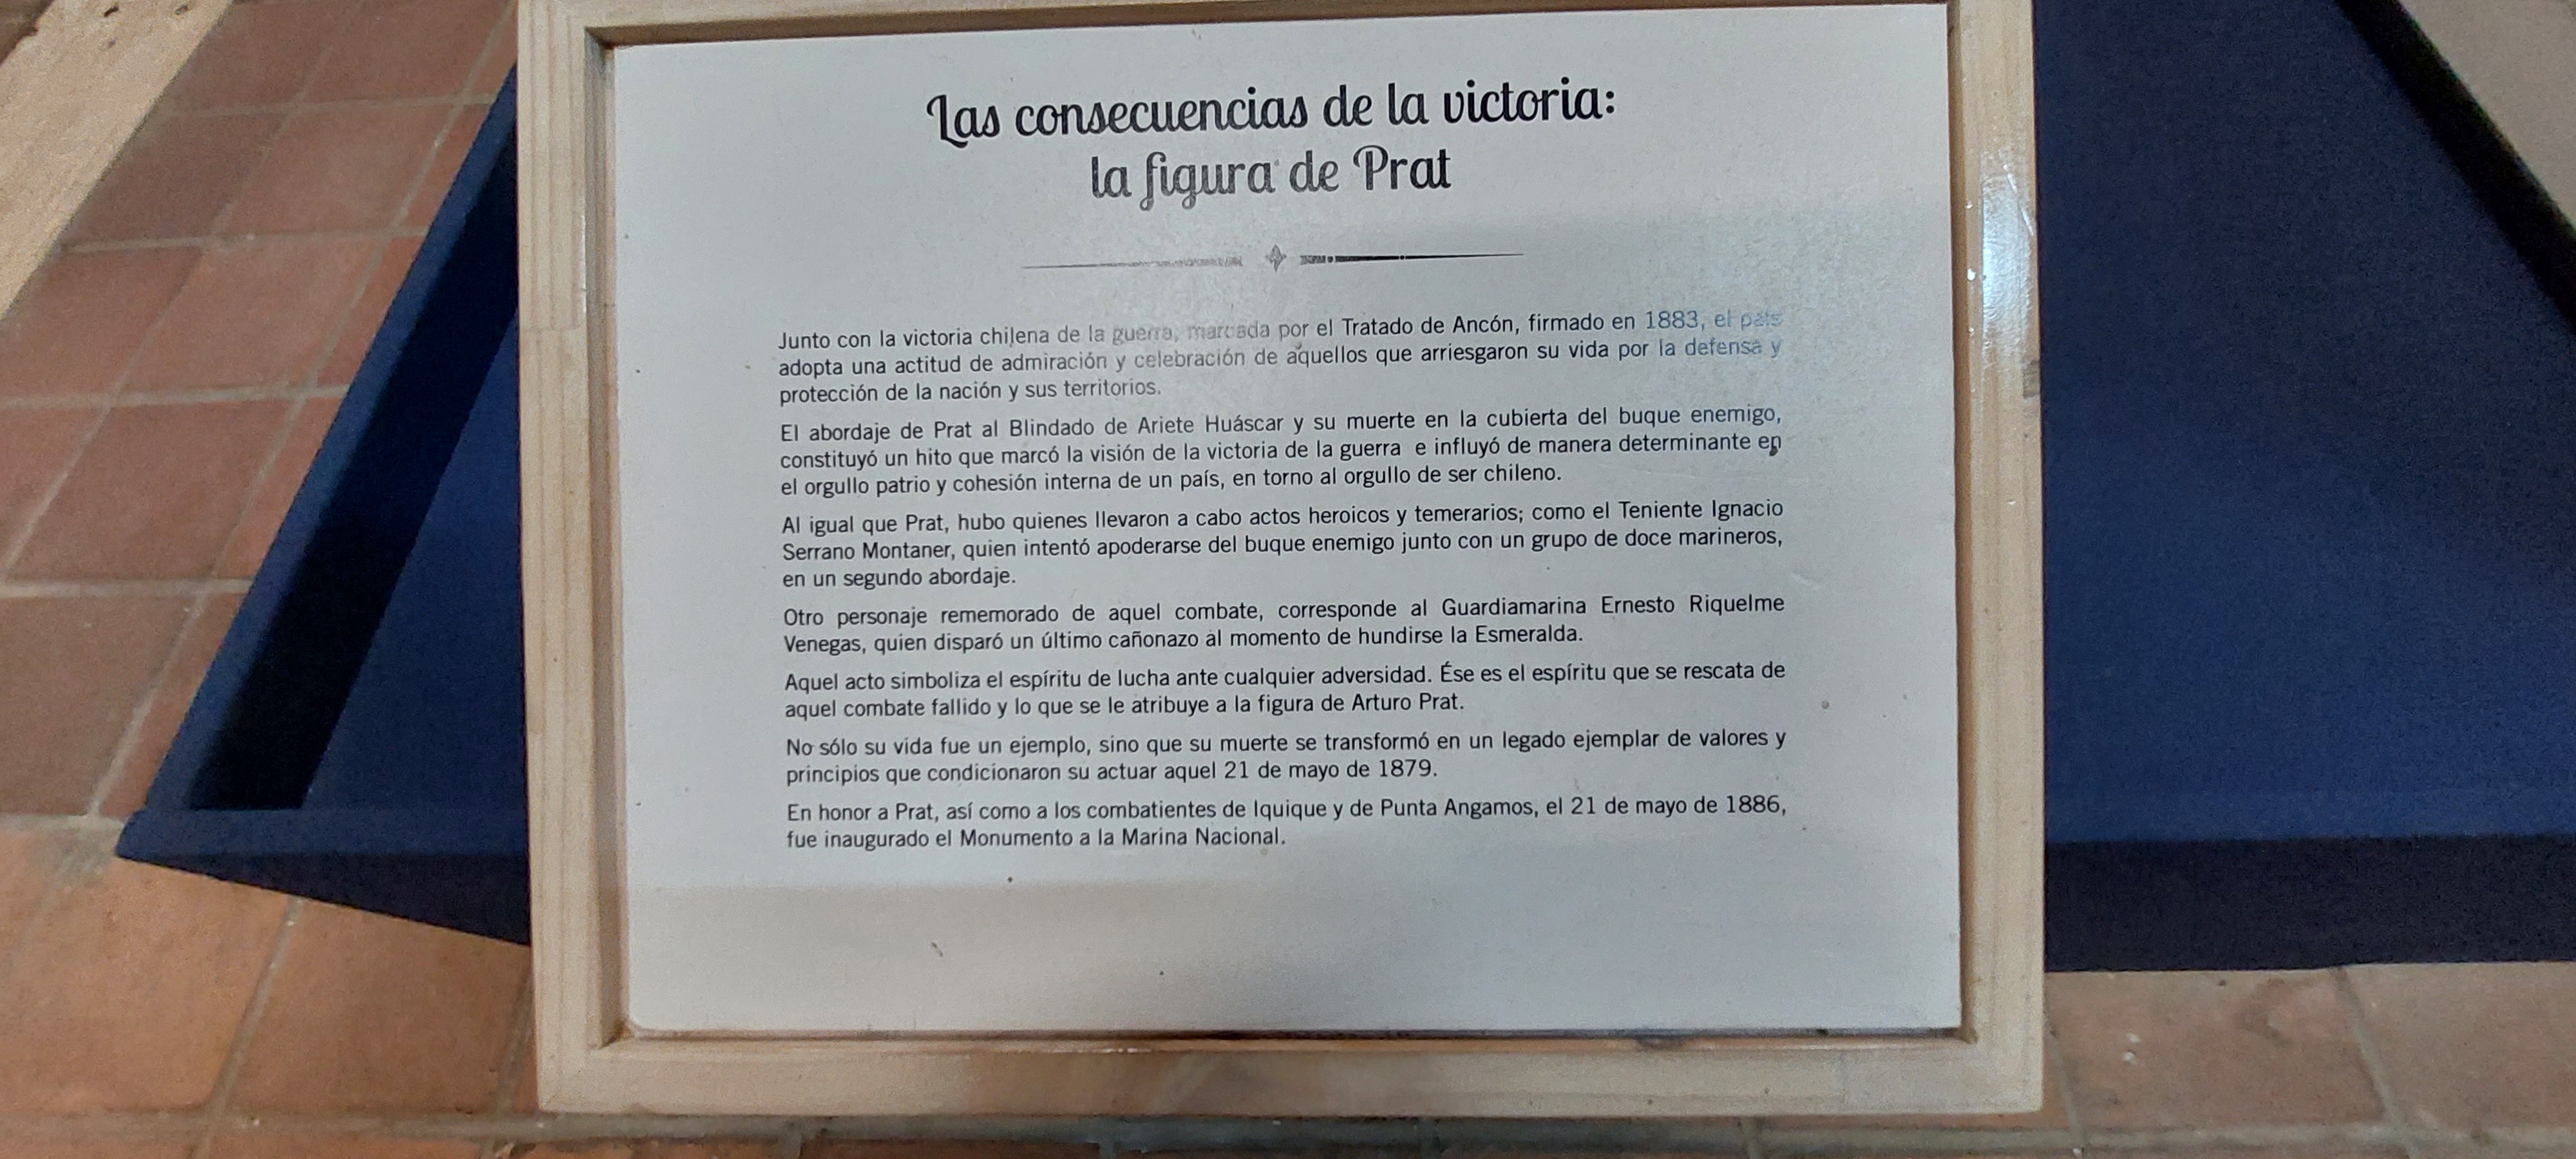 Las consecuencias de la victoria:
la figura de Prat
Junto con la victoria chilena de la guerra, marcada por el Tratado de Ancón, firmado en 1883, el país
adopta una actitud de admiración y celebración de aquellos que arriesgaron su vida por la defensa y
protección de la nación y sus territorios.
El abordaje de Prat al Blindado de Ariete Huáscar y su muerte en la cubierta del buque enemigo,
constituyó un hito que marcó la visión de la victoria de la guerra e influyó de manera determinante en
el orgullo patrio y cohesión interna de un país, en torno al orgullo de ser chileno.
Al igual que Prat, hubo quienes llevaron a cabo actos heroicos y temerarios; como el Teniente Ignacio
Serrano Montaner, quien intentó apoderarse del buque enemigo junto con un grupo de doce marineros,
en un segundo abordaje.
Otro personaje rememorado de aquel combate, corresponde al Guardiamarina Ernesto Riquelme
Venegas, quien disparó un último cañonazo al momento de hundirse la Esmeralda.
Aquel acto simboliza el espíritu de lucha ante cualquier adversidad. Ése es el espíritu que se rescata de
aquel combate fallido y lo que se le atribuye a la figura de Arturo Prat.
No sólo su vida fue un ejemplo, sino que su muerte se transformó en un legado ejemplar de valores y
principios que condicionaron su actuar aquel 21 de mayo de 1879.
En honor a Prat, así como a los combatientes de Iquique y de Punta Angamos, el 21 de mayo de 1886,
fue inaugurado el Monumento a la Marina Nacional.